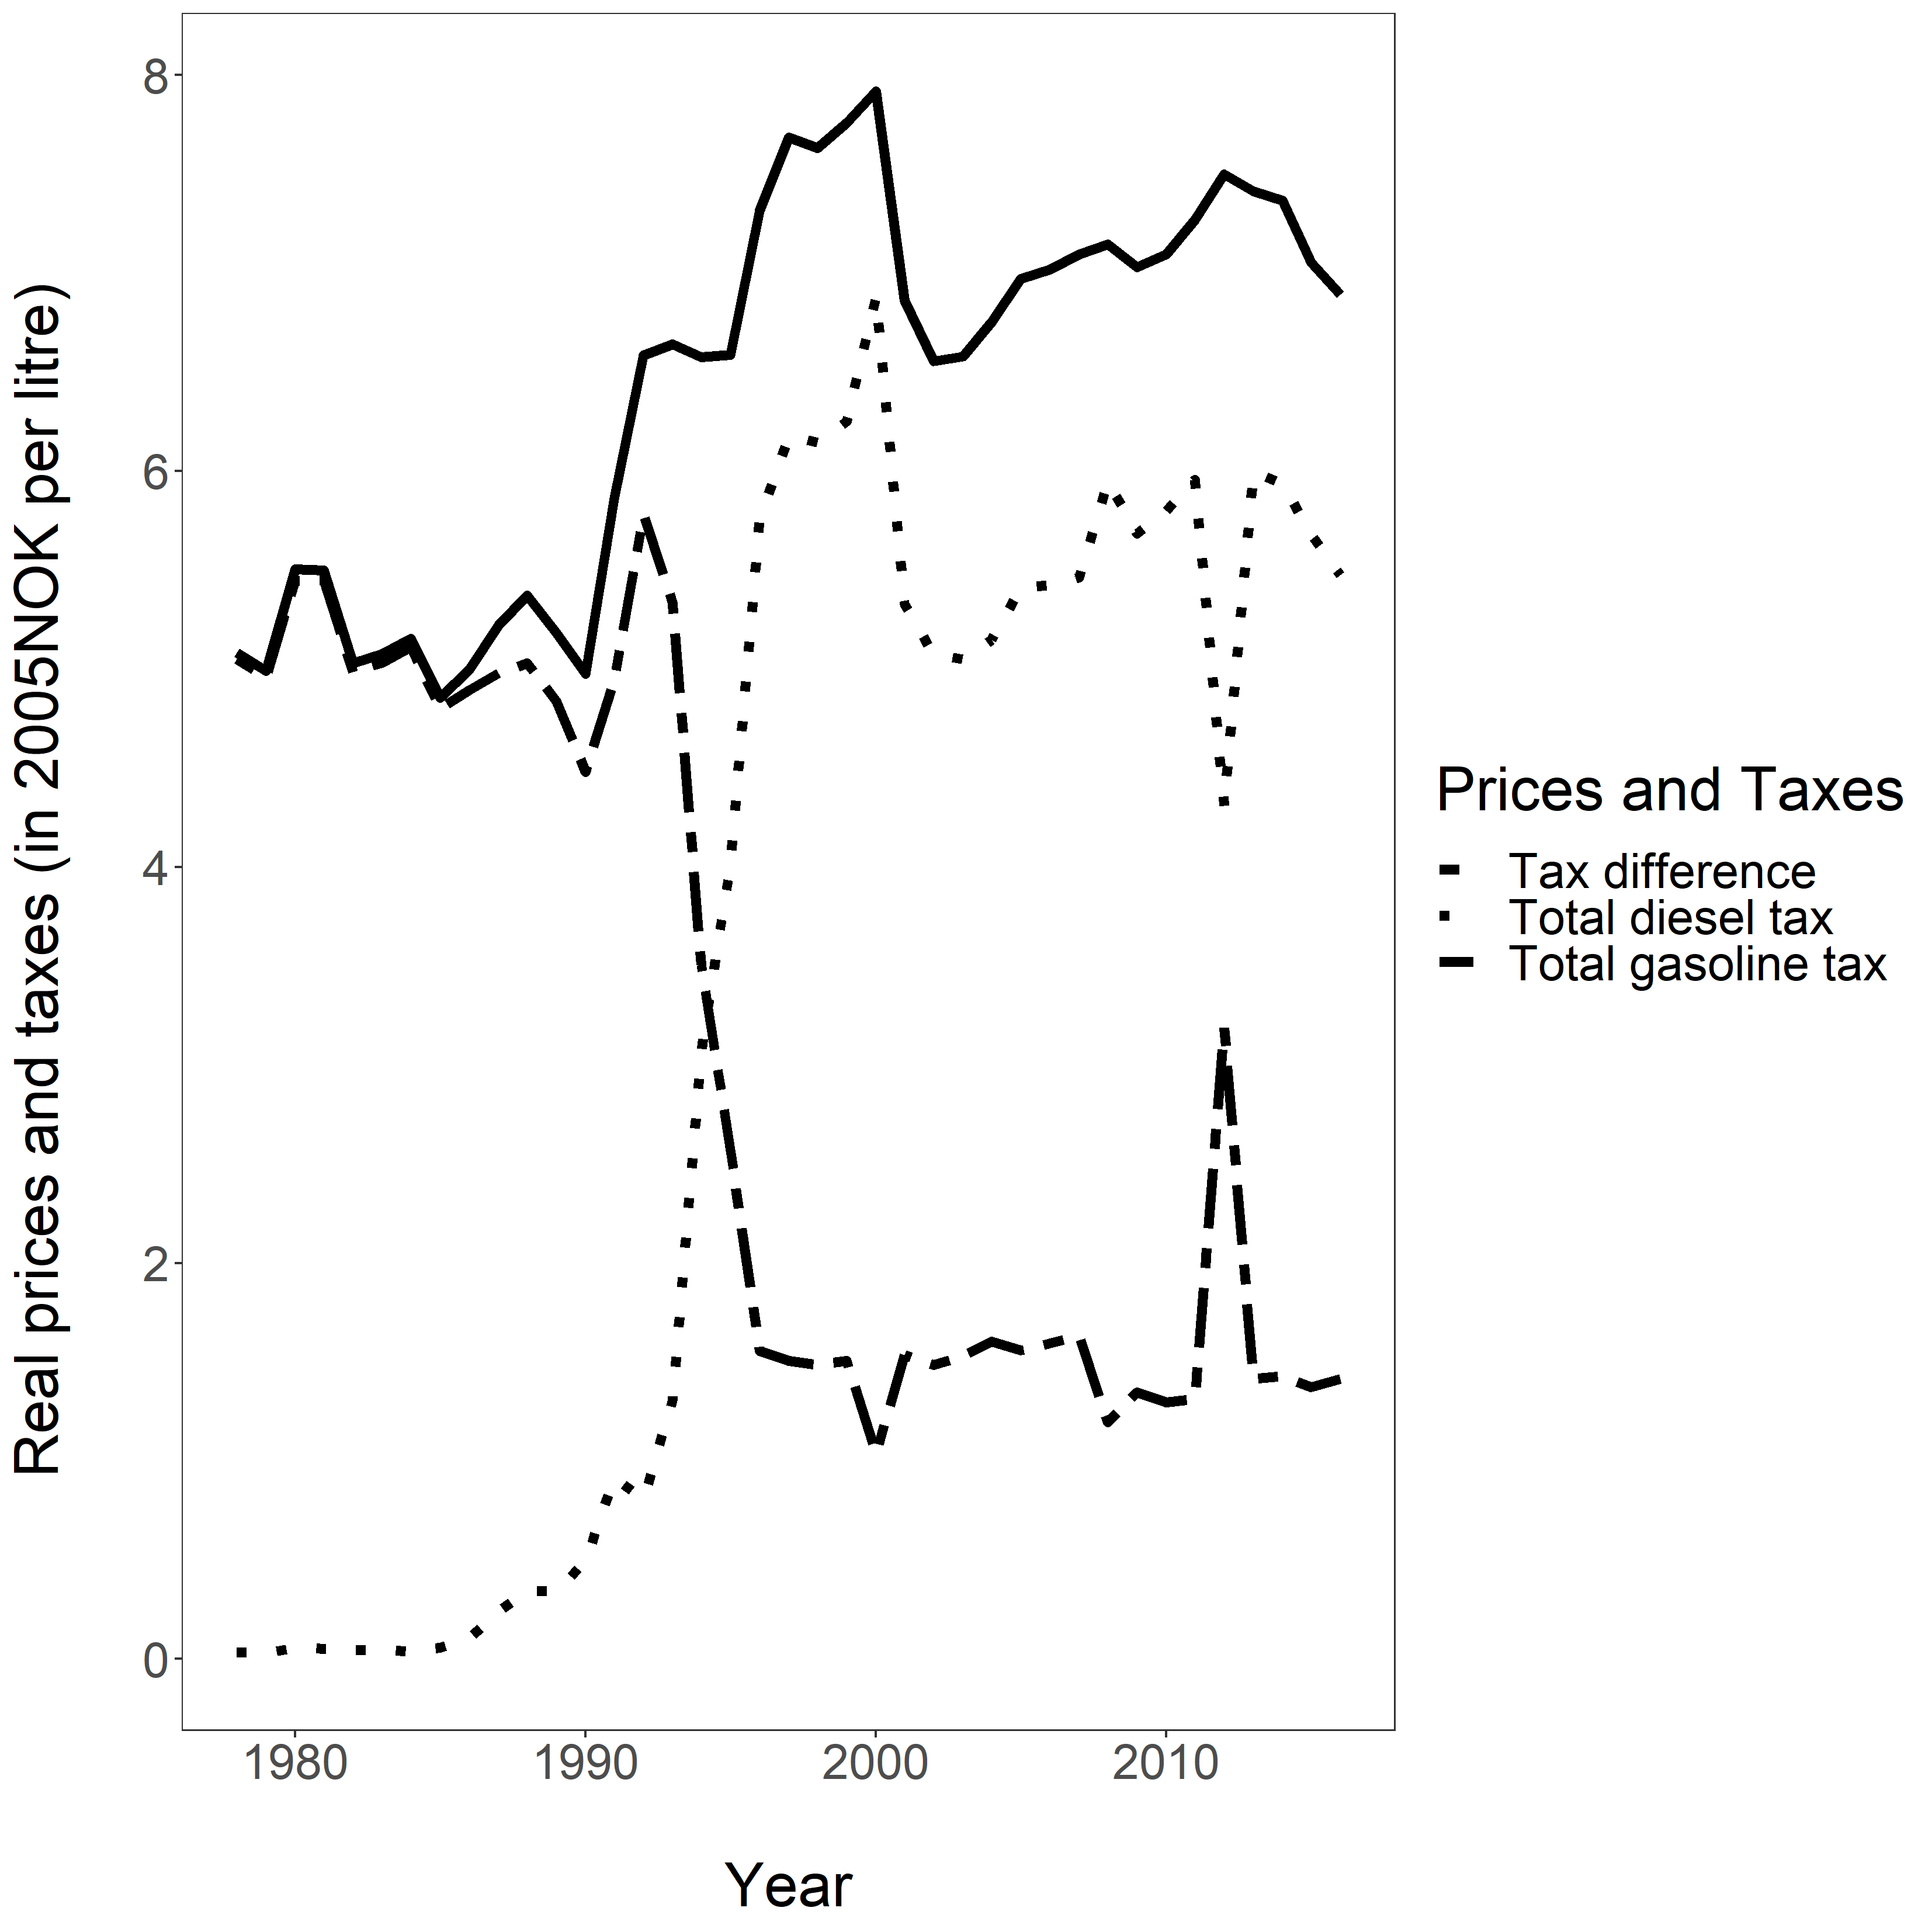 Real prices and taxes (in 2005NOK per litre)
8
6
4
2
0
1980 1990 2000 2010
Year
Prices and Taxes
Tax difference
Total diesel tax
Total gasoline tax